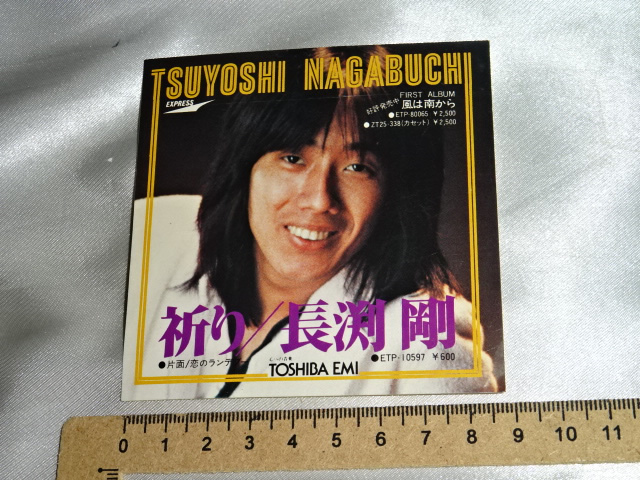 TSUYOSHI NAGABUCHI
EXPRESS
FIRST ALBUM
好評発売中 風は南から
●ETP-80065 ¥2,500
●ZT25-338(カセット) ¥2,500
祈り/長渕 剛
●片面/恋のランデ
TOSHIBA EMI
●ETP-10597 ¥600
0 1 2 3 4 5 6 7 8 9 10 11